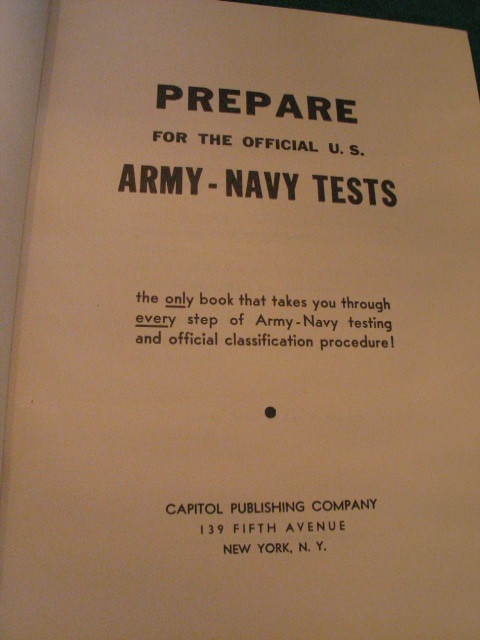 PREPARE
FOR THE OFFICIAL U. S.
ARMY - NAVY TESTS
the only book that takes you through
every step of Army - Navy testing
and official classification procedure!
CAPITOL PUBLISHING COMPANY
139 FIFTH AVENUE
NEW YORK, N. Y.